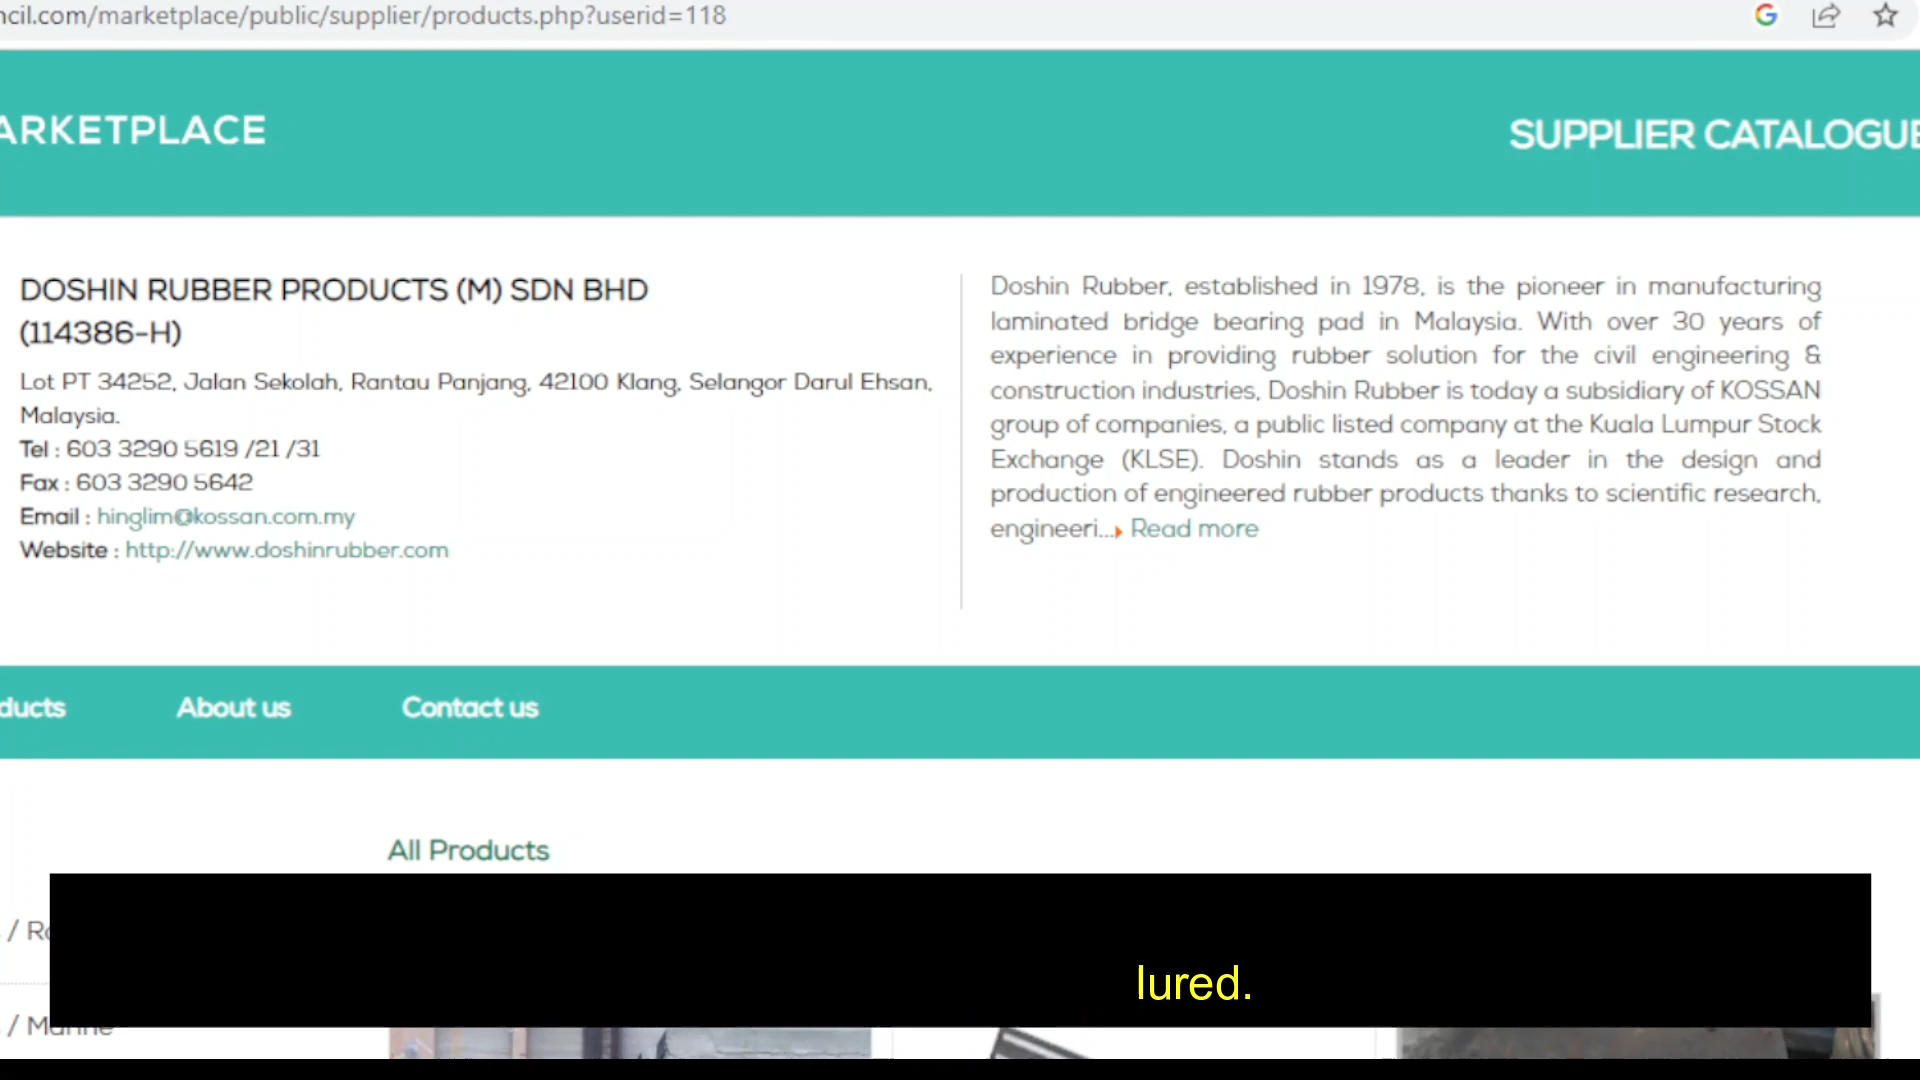 ncil.com/marketplace/public/supplier/products.php?userid=118
ARKETPLACE
SUPPLIER CATALOGUE
DOSHIN RUBBER PRODUCTS (M) SDN BHD
(114386-H)
Lot PT 34252, Jalan Sekolah, Rantau Panjang, 42100 Klang, Selangor Darul Ehsan,
Malaysia.
Tel : 603 3290 5619 /21 /31
Fax : 603 3290 5642
Email : hinglim@kossan.com.my
Website : http://www.doshinrubber.com
Doshin Rubber, established in 1978, is the pioneer in manufacturing
laminated bridge bearing pad in Malaysia. With over 30 years of
experience in providing rubber solution for the civil engineering &
construction industries, Doshin Rubber is today a subsidiary of KOSSAN
group of companies, a public listed company at the Kuala Lumpur Stock
Exchange (KLSE). Doshin stands as a leader in the design and
production of engineered rubber products thanks to scientific research,
engineeri... Read more
ducts
About us
Contact us
All Products
/ Ro
/ Marine
lured.